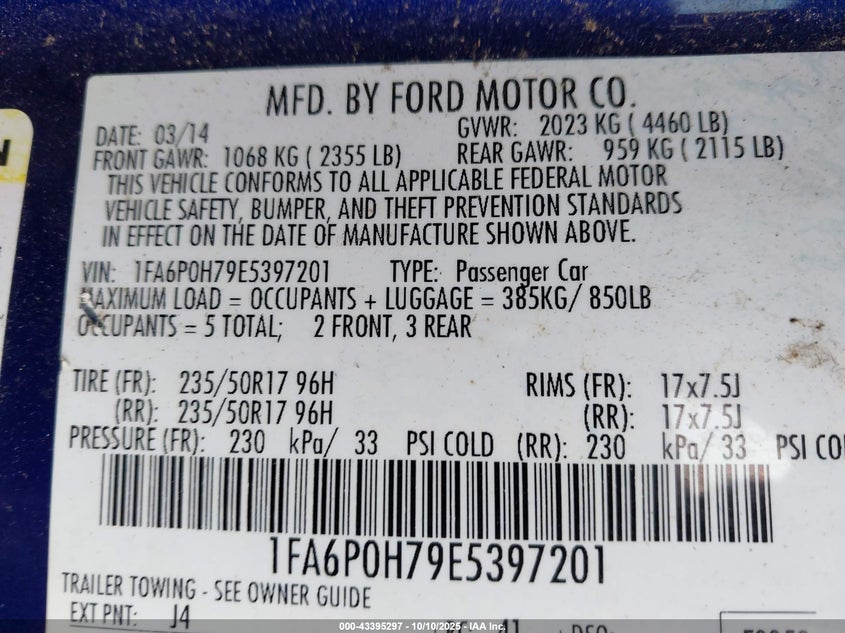 MFD. BY FORD MOTOR CO.
DATE: 03/14 GVWR: 2023 KG ( 4460 LB)
FRONT GAWR: 1068 KG ( 2355 LB) REAR GAWR: 959 KG ( 2115 LB)
THIS VEHICLE CONFORMS TO ALL APPLICABLE FEDERAL MOTOR
VEHICLE SAFETY, BUMPER, AND THEFT PREVENTION STANDARDS
IN EFFECT ON THE DATE OF MANUFACTURE SHOWN ABOVE.
VIN: 1FA6P0H79E5397201 TYPE: Passenger Car
MAXIMUM LOAD = OCCUPANTS + LUGGAGE = 385KG/ 850LB
OCCUPANTS = 5 TOTAL; 2 FRONT, 3 REAR
TIRE (FR): 235/50R17 96H RIMS (FR): 17x7.5J
(RR): 235/50R17 96H (RR): 17x7.5J
PRESSURE (FR): 230 kPa/ 33 PSI COLD (RR): 230 kPa/ 33 PSI CO
1FA6P0H79E5397201
TRAILER TOWING - SEE OWNER GUIDE
EXT PNT: J4
000-43395297 - 10/10/2025 - IAA Inc.